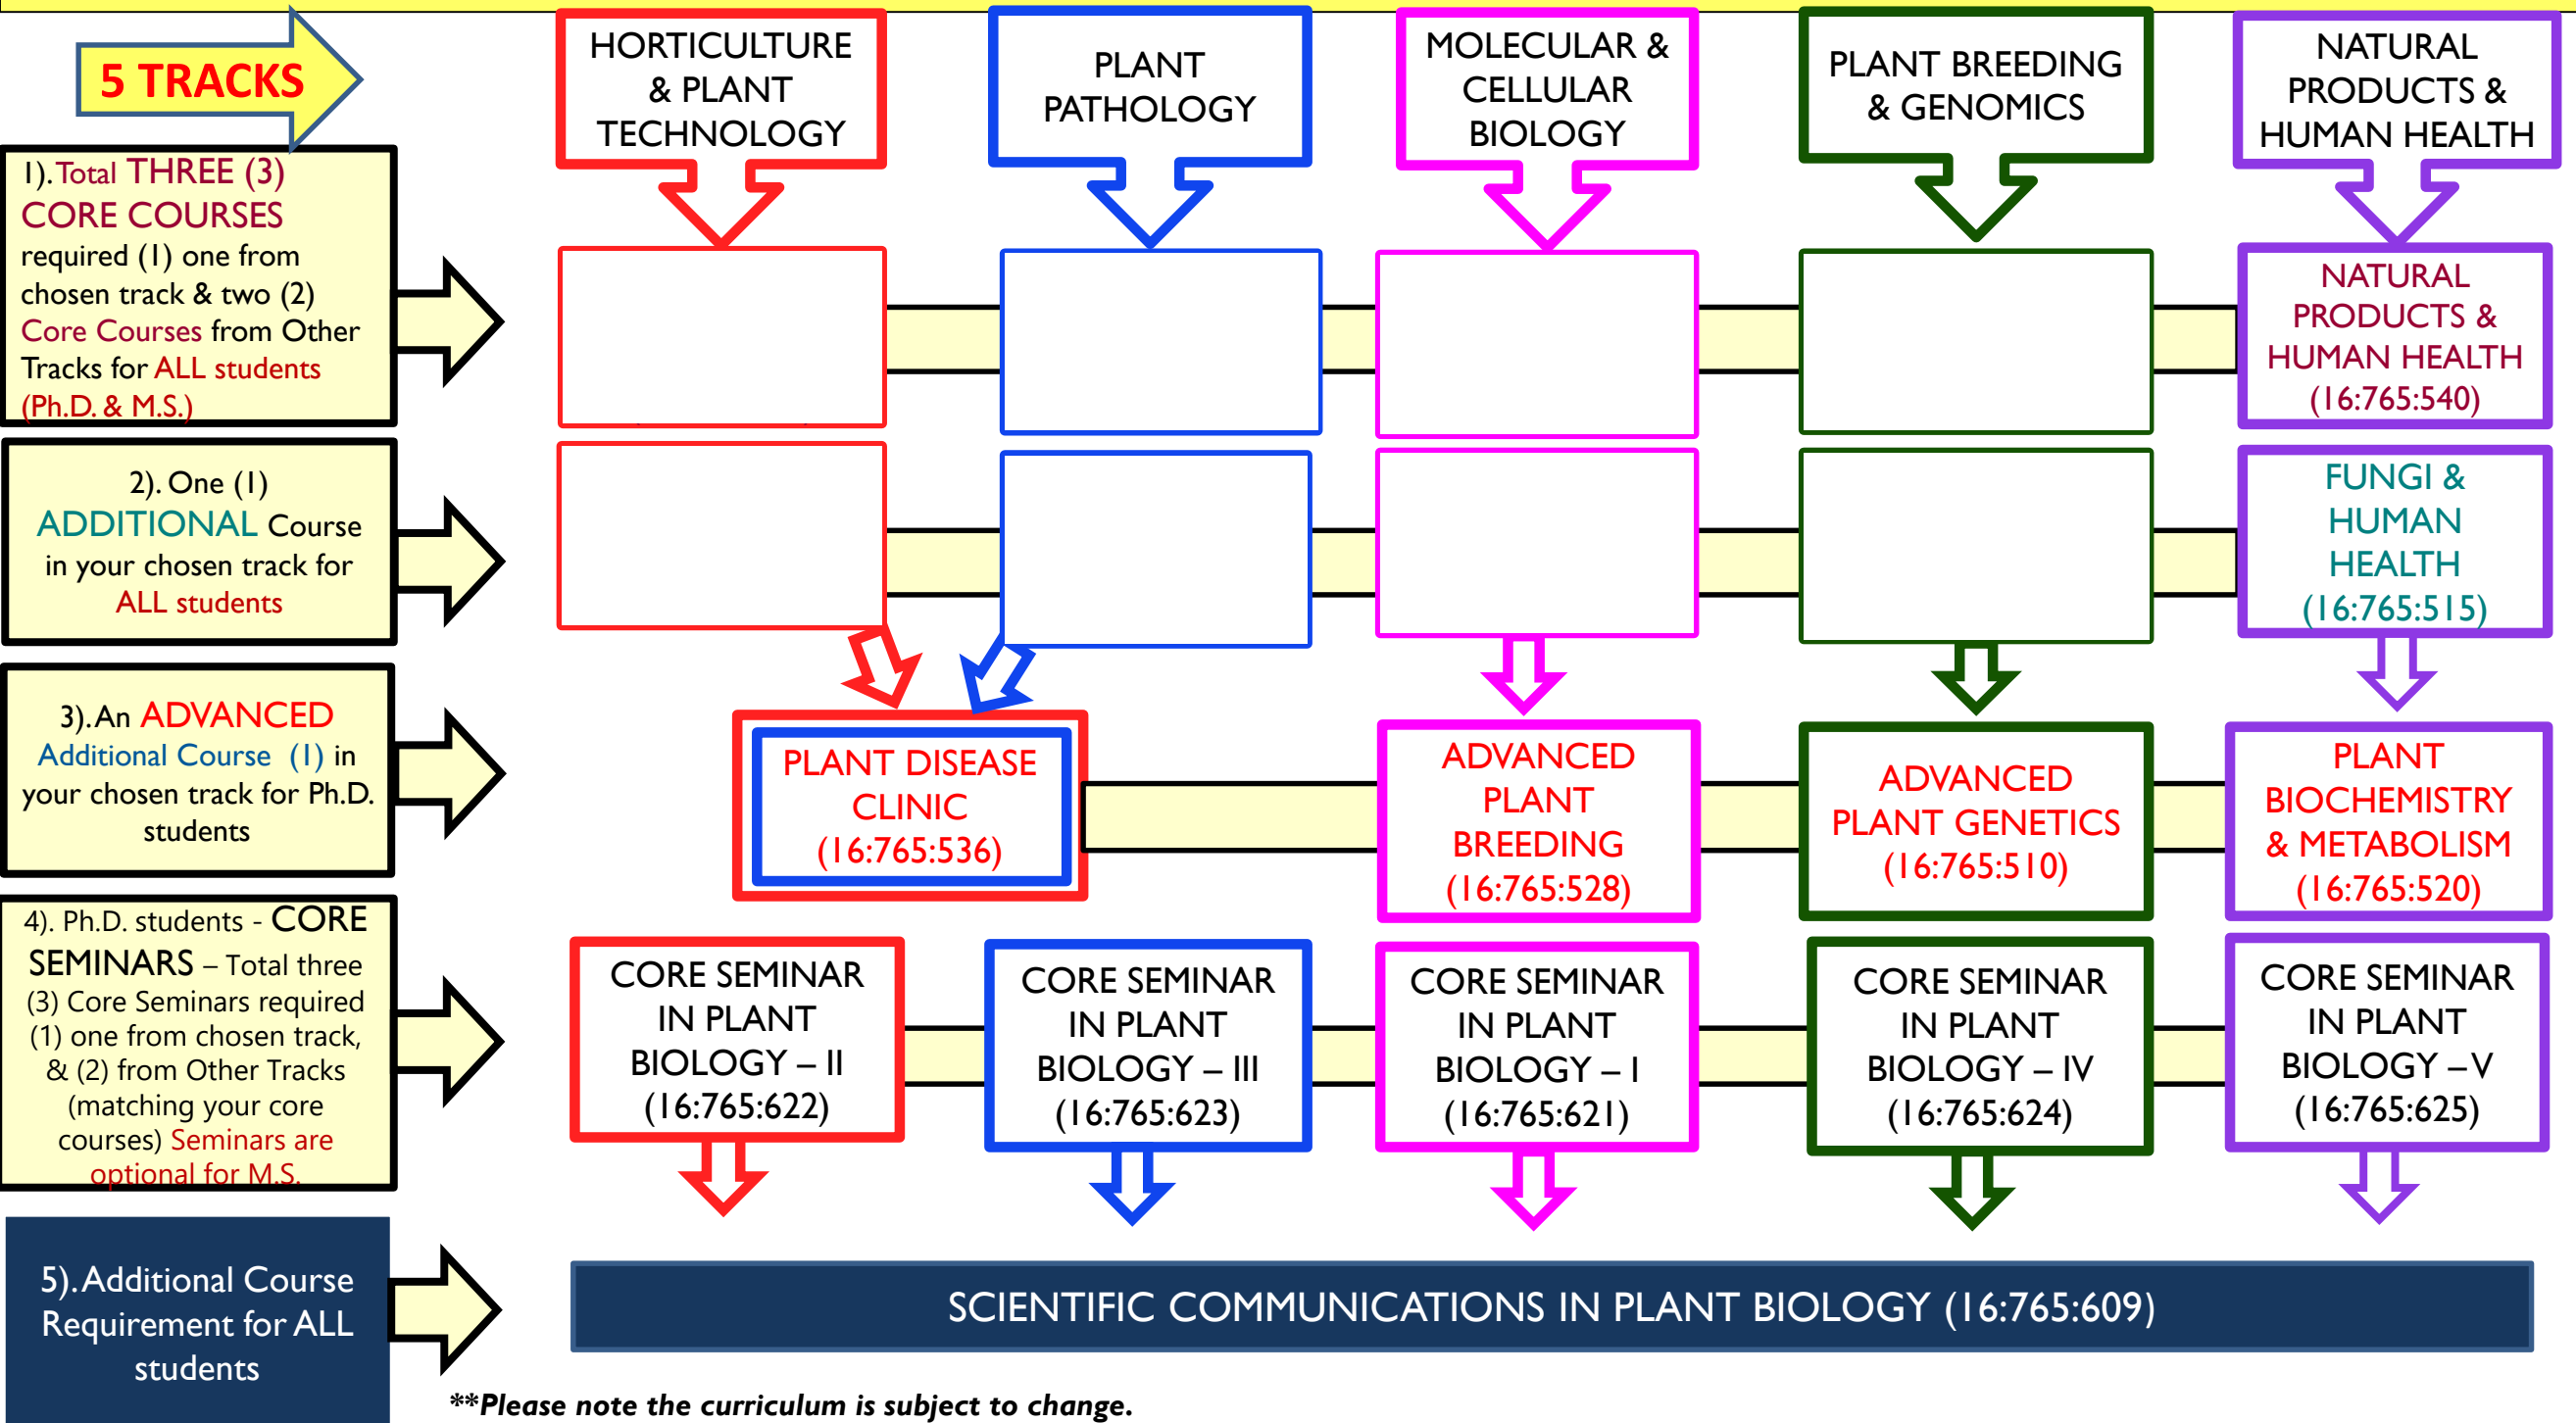 5 TRACKS
HORTICULTURE
& PLANT
TECHNOLOGY
PLANT
PATHOLOGY
MOLECULAR &
CELLULAR
BIOLOGY
PLANT BREEDING
& GENOMICS
NATURAL
PRODUCTS &
HUMAN HEALTH
1). Total THREE (3)
CORE COURSES
required (1) one from
chosen track & two (2)
Core Courses from Other
Tracks for ALL students
(Ph.D. & M.S.)
NATURAL
PRODUCTS &
HUMAN HEALTH
(16:765:540)
2). One (1)
ADDITIONAL Course
in your chosen track for
ALL students
FUNGI &
HUMAN
HEALTH
(16:765:515)
3). An ADVANCED
Additional Course (1) in
your chosen track for Ph.D.
students
PLANT DISEASE
CLINIC
(16:765:536)
ADVANCED
PLANT
BREEDING
(16:765:528)
ADVANCED
PLANT GENETICS
(16:765:510)
PLANT
BIOCHEMISTRY
& METABOLISM
(16:765:520)
4). Ph.D. students - CORE
SEMINARS – Total three
(3) Core Seminars required
(1) one from chosen track,
& (2) from Other Tracks
(matching your core
courses) Seminars are
optional for M.S.
CORE SEMINAR
IN PLANT
BIOLOGY – II
(16:765:622)
CORE SEMINAR
IN PLANT
BIOLOGY – III
(16:765:623)
CORE SEMINAR
IN PLANT
BIOLOGY – I
(16:765:621)
CORE SEMINAR
IN PLANT
BIOLOGY – IV
(16:765:624)
CORE SEMINAR
IN PLANT
BIOLOGY – V
(16:765:625)
5). Additional Course
Requirement for ALL
students
SCIENTIFIC COMMUNICATIONS IN PLANT BIOLOGY (16:765:609)
**Please note the curriculum is subject to change.